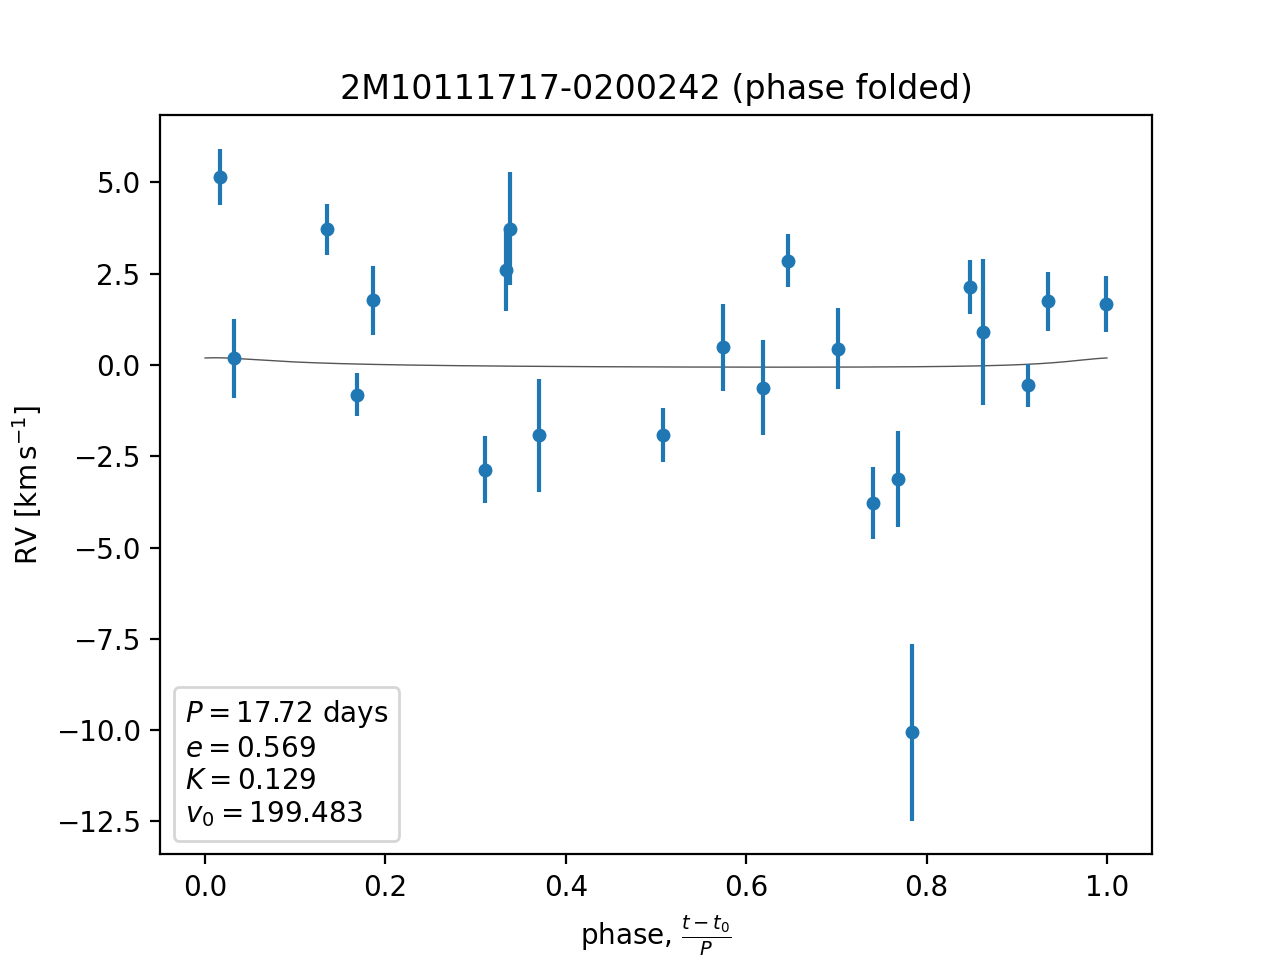 2M10111717-0200242 (phase folded)
RV [km s⁻¹]
5.0
2.5
0.0
−2.5
−5.0
−7.5
−10.0
−12.5
P = 17.72 days
e = 0.569
K = 0.129
v₀ = 199.483
0.0 0.2 0.4 0.6 0.8 1.0
phase, (t − t₀)/P